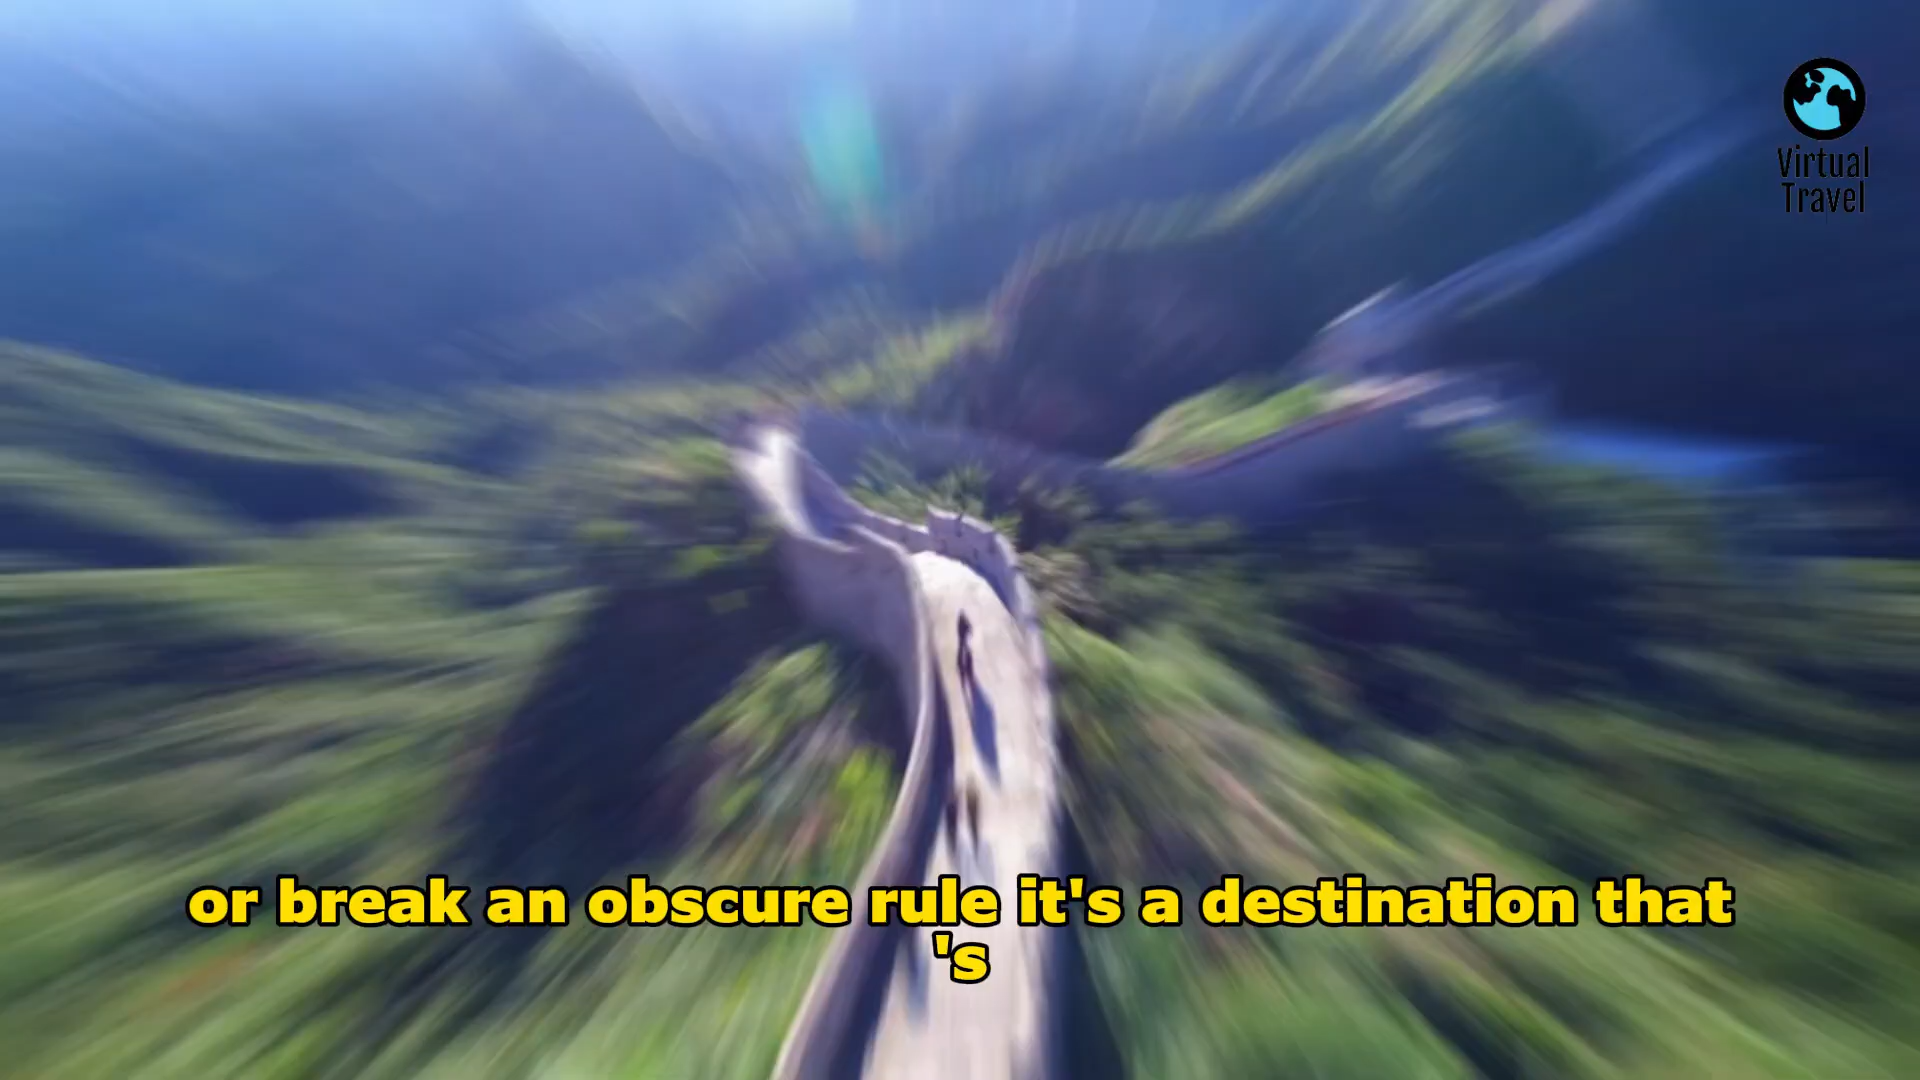 Virtual
Travel
or break an obscure rule it's a destination that
's